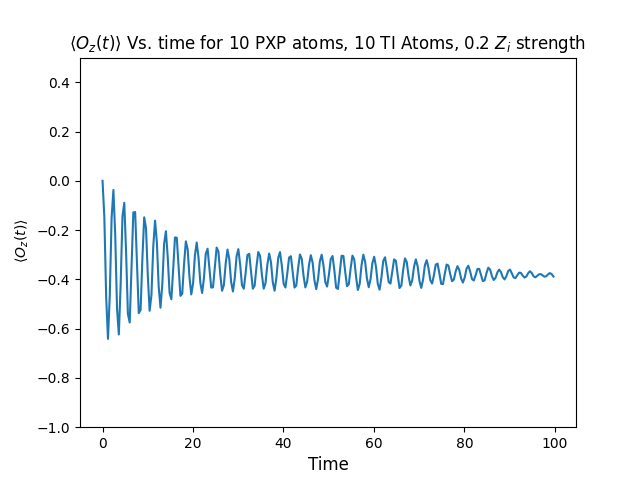 ⟨O_z(t)⟩ Vs. time for 10 PXP atoms, 10 TI Atoms, 0.2 Z_i strength
0.4
0.2
0.0
−0.2
−0.4
−0.6
−0.8
−1.0
⟨O_z(t)⟩
0 20 40 60 80 100
Time